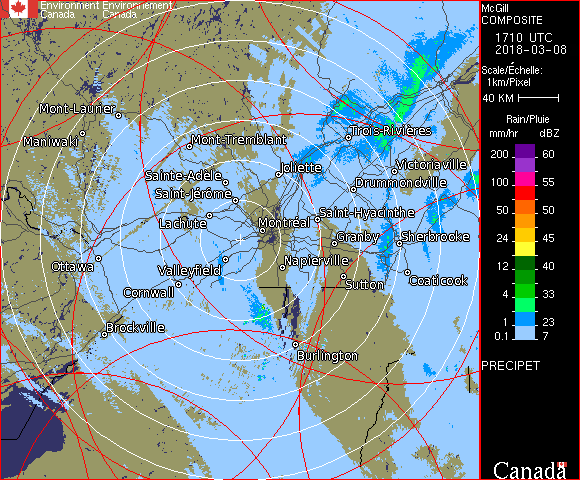 Environment Environnement
Canada Canada
McGill
COMPOSITE
1710 UTC
2018-03-08
Scale/Échelle:
1km/Pixel
40 KM
Rain/Pluie
mm/hr dBZ
200 60
100 55
50 50
24 45
12 40
4 33
1 23
0.1 7
PRECIPET
Canada
Mont-Laurier
Maniwaki
Mont-Tremblant
Trois-Rivières
Joliette
Victoriaville
Sainte-Adèle
Drummondville
Saint-Jérôme
Saint-Hyacinthe
Lachute
Montréal
Granby
Sherbrooke
Ottawa
Valleyfield
Napierville
Coaticook
Sutton
Cornwall
Brockville
Burlington